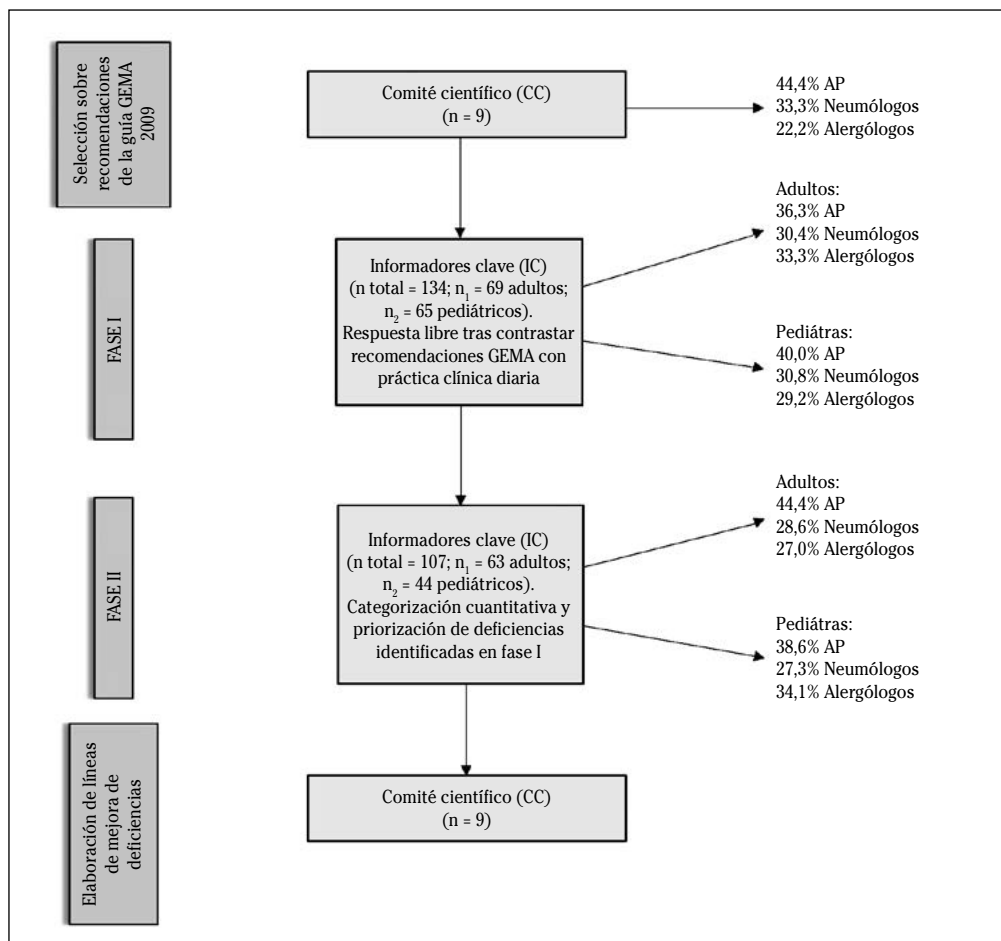 Selección sobre
recomendaciones
de la guía GEMA
2009
Comité científico (CC)
(n = 9)
44,4% AP
33,3% Neumólogos
22,2% Alergólogos
FASE I
Informadores clave (IC)
(n total = 134; n1 = 69 adultos;
n2 = 65 pediátricos).
Respuesta libre tras contrastar
recomendaciones GEMA con
práctica clínica diaria
Adultos:
36,3% AP
30,4% Neumólogos
33,3% Alergólogos
Pediátras:
40,0% AP
30,8% Neumólogos
29,2% Alergólogos
FASE II
Informadores clave (IC)
(n total = 107; n1 = 63 adultos;
n2 = 44 pediátricos).
Categorización cuantitativa y
priorización de deficiencias
identificadas en fase I
Adultos:
44,4% AP
28,6% Neumólogos
27,0% Alergólogos
Pediátras:
38,6% AP
27,3% Neumólogos
34,1% Alergólogos
Elaboración de líneas
de mejora de
deficiencias
Comité científico (CC)
(n = 9)